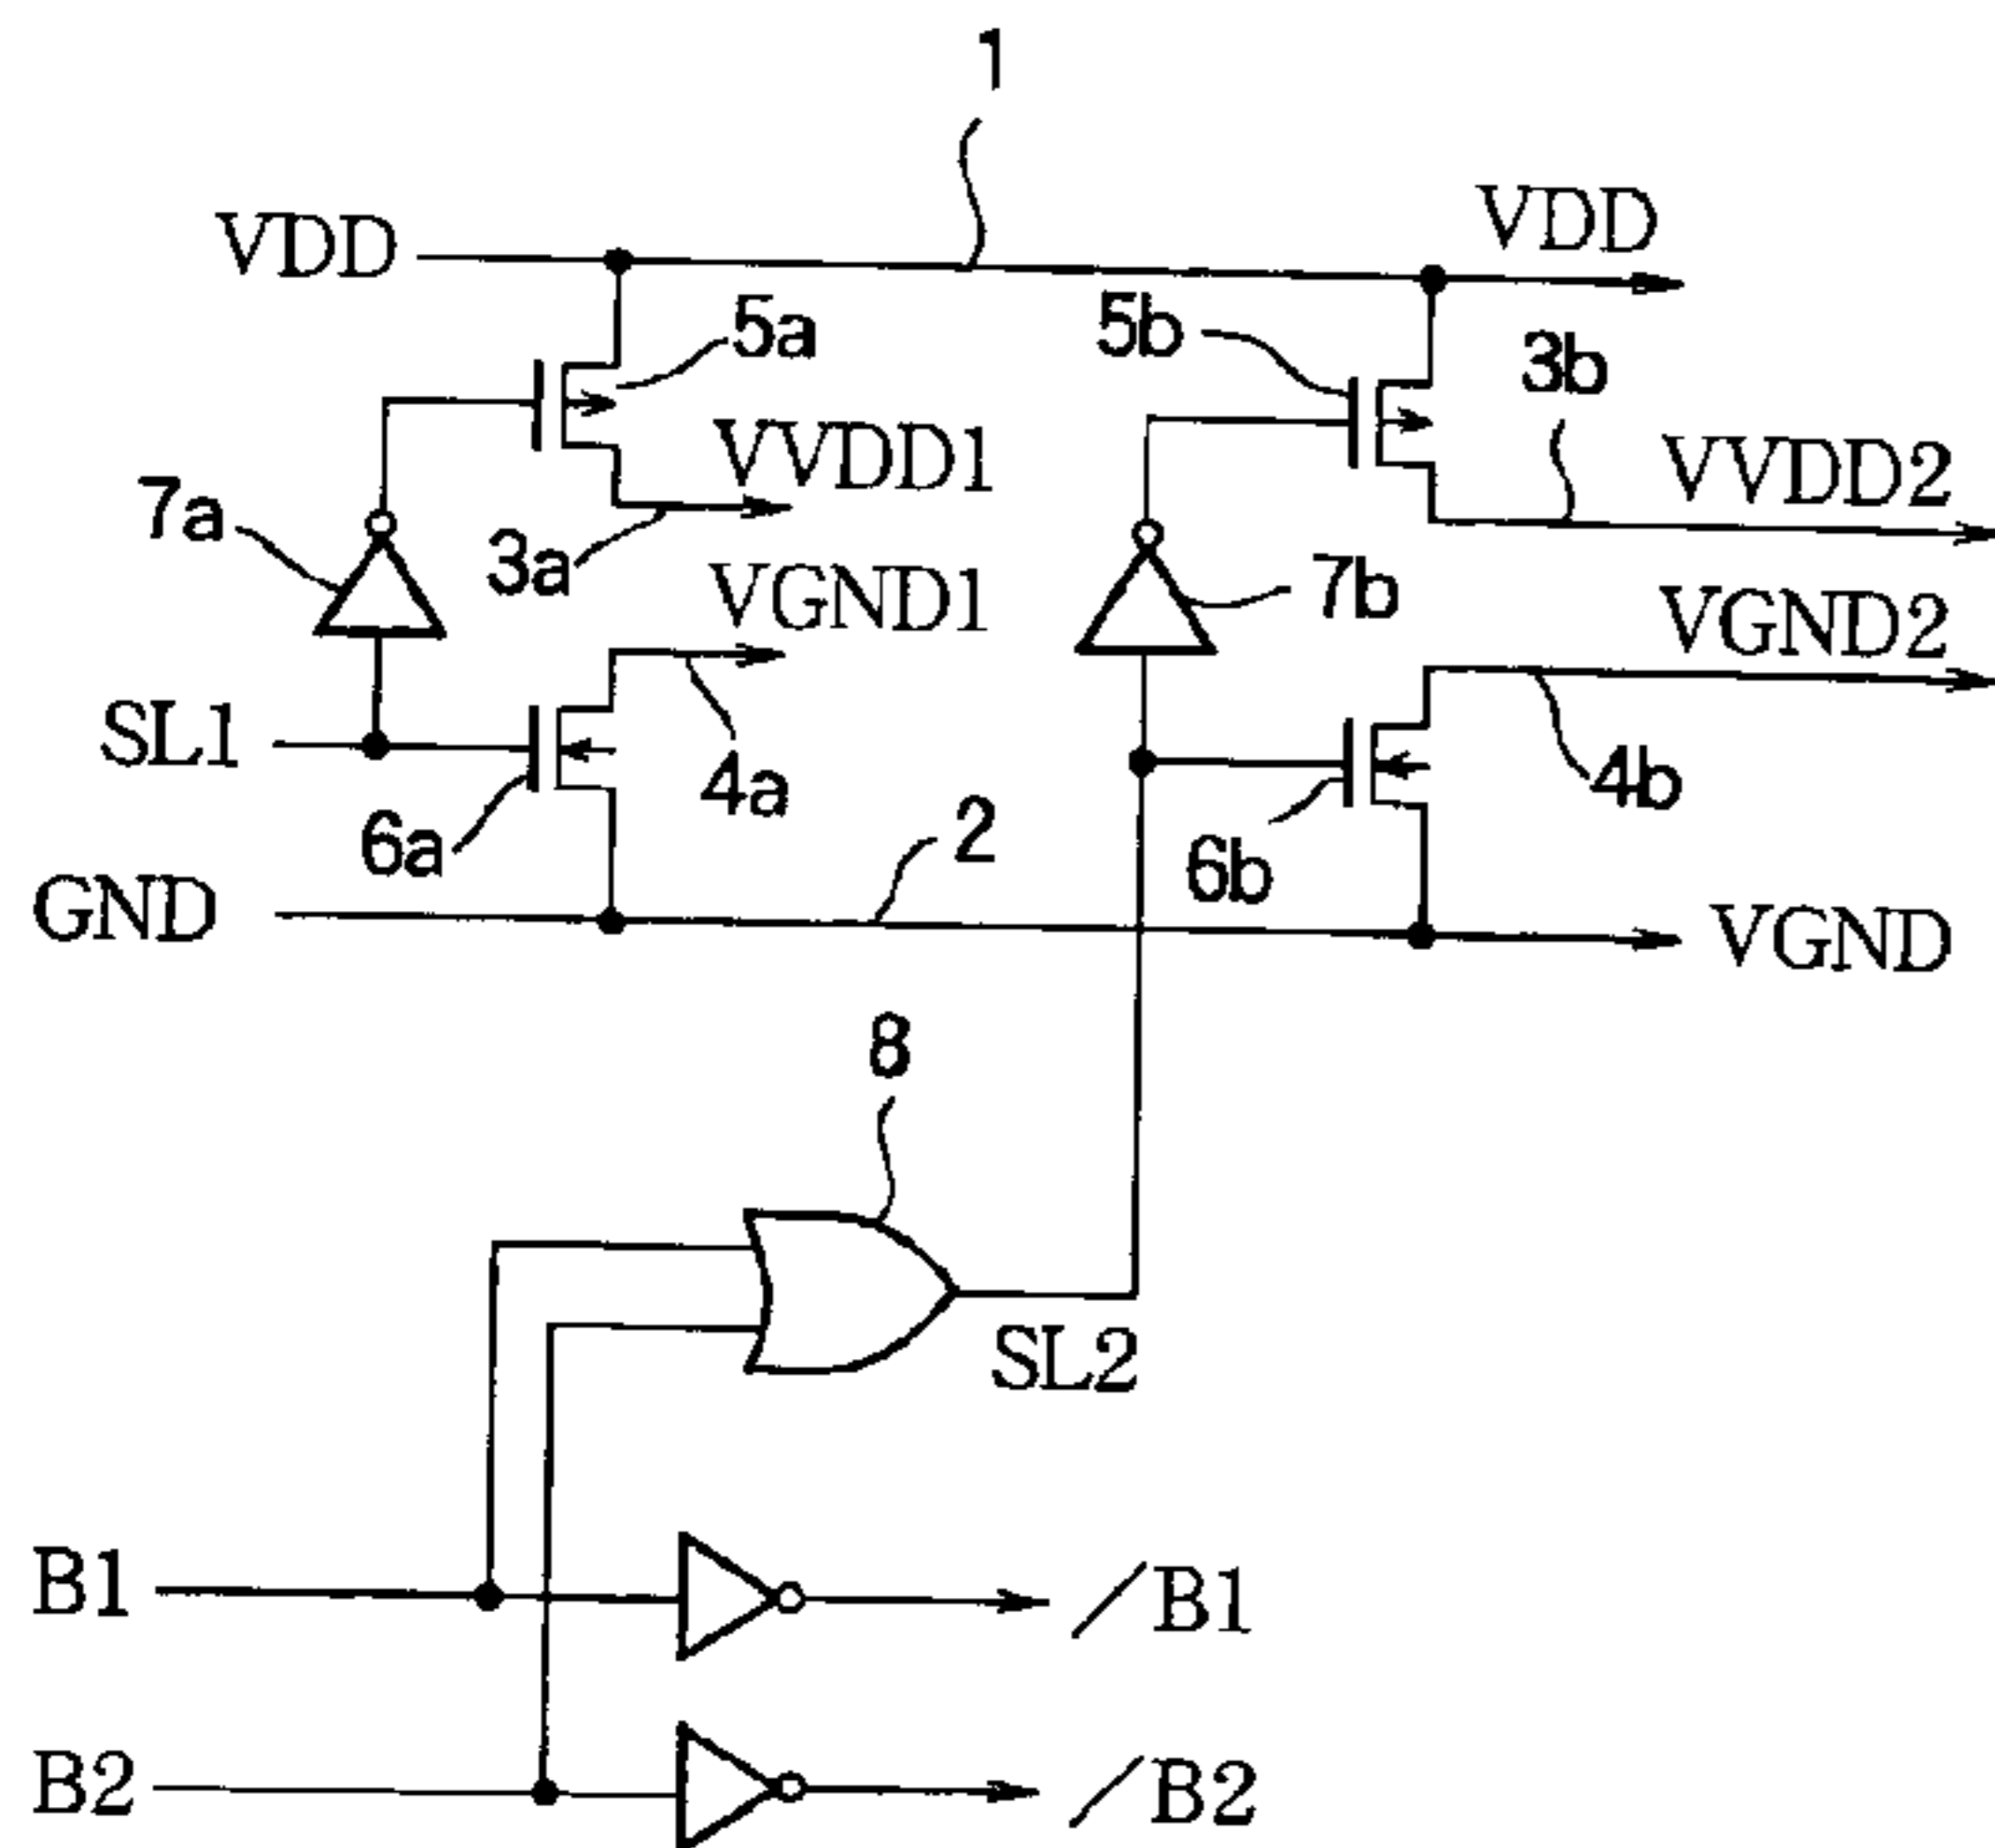 1
VDD
VDD
5a
5b
3b
VVDD1
VVDD2
7a
3a
VGND1
7b
VGND2
SL1
4a
4b
6a
2
6b
GND
VGND
8
SL2
B1
/B1
B2
/B2